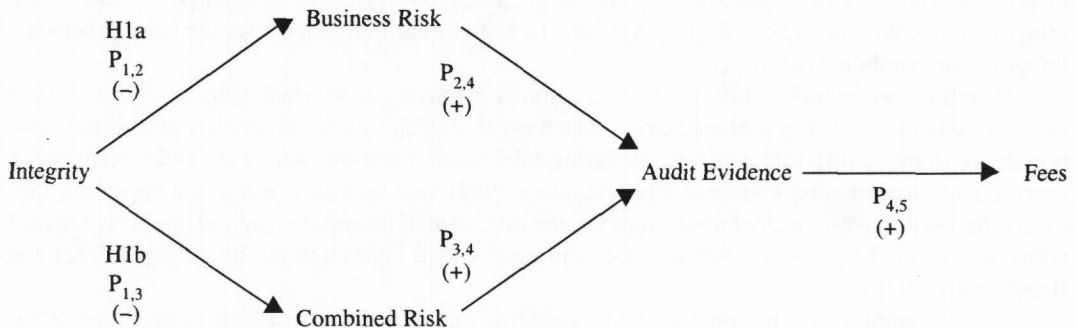 Business Risk
H1a
P1,2
(−)
P2,4
(+)
Integrity
Audit Evidence
Fees
P4,5
(+)
H1b
P1,3
(−)
P3,4
(+)
Combined Risk